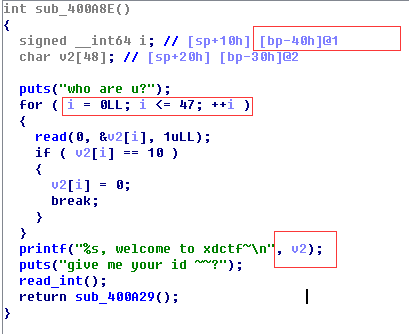 int sub_400A8E()
{
signed __int64 i; // [sp+10h] [bp-40h]@1
char v2[48]; // [sp+20h] [bp-30h]@2
puts("who are u?");
for ( i = 0LL; i <= 47; ++i )
{
read(0, &v2[i], 1uLL);
if ( v2[i] == 10 )
{
v2[i] = 0;
break;
}
}
printf("%s, welcome to xdctf~\n", v2);
puts("give me your id ~~?");
read_int();
return sub_400A29();
}